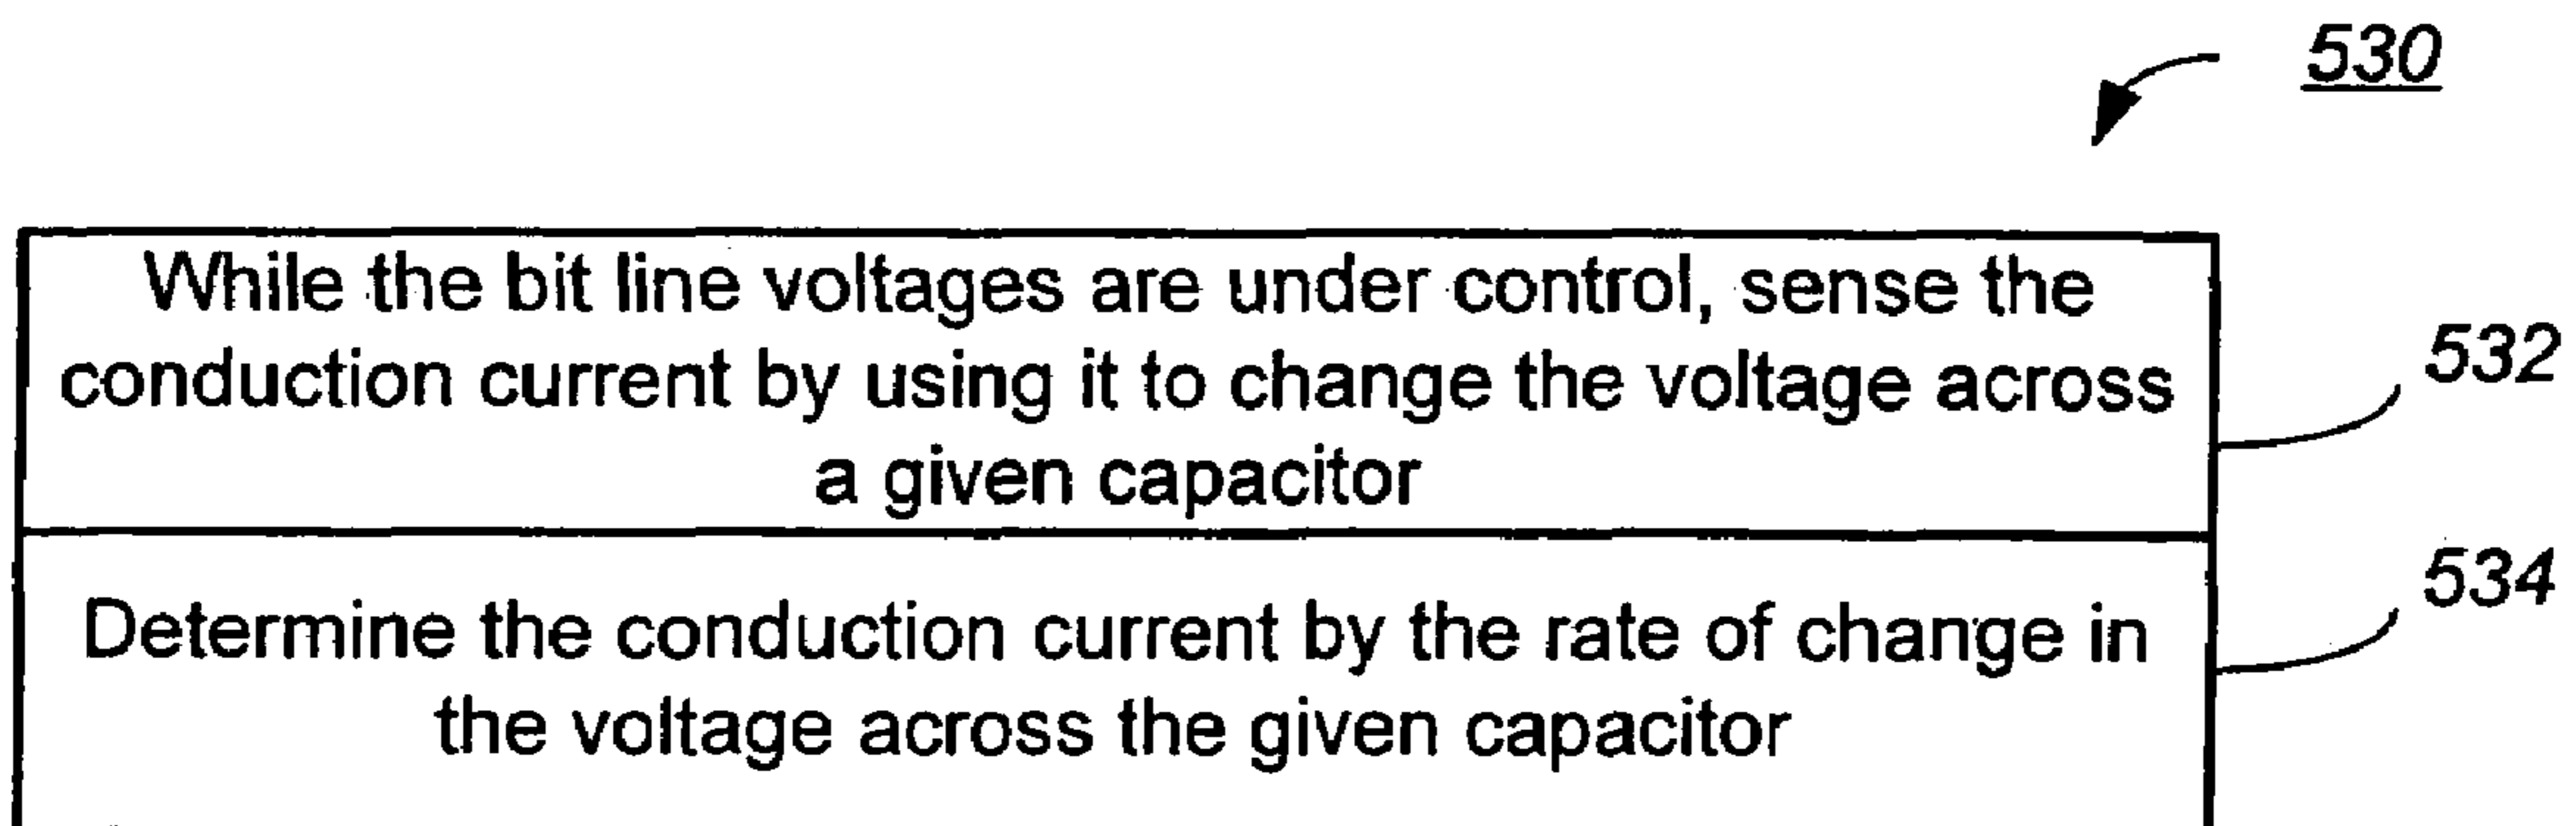 530
While the bit line voltages are under control, sense the
conduction current by using it to change the voltage across
a given capacitor
532
Determine the conduction current by the rate of change in
the voltage across the given capacitor
534